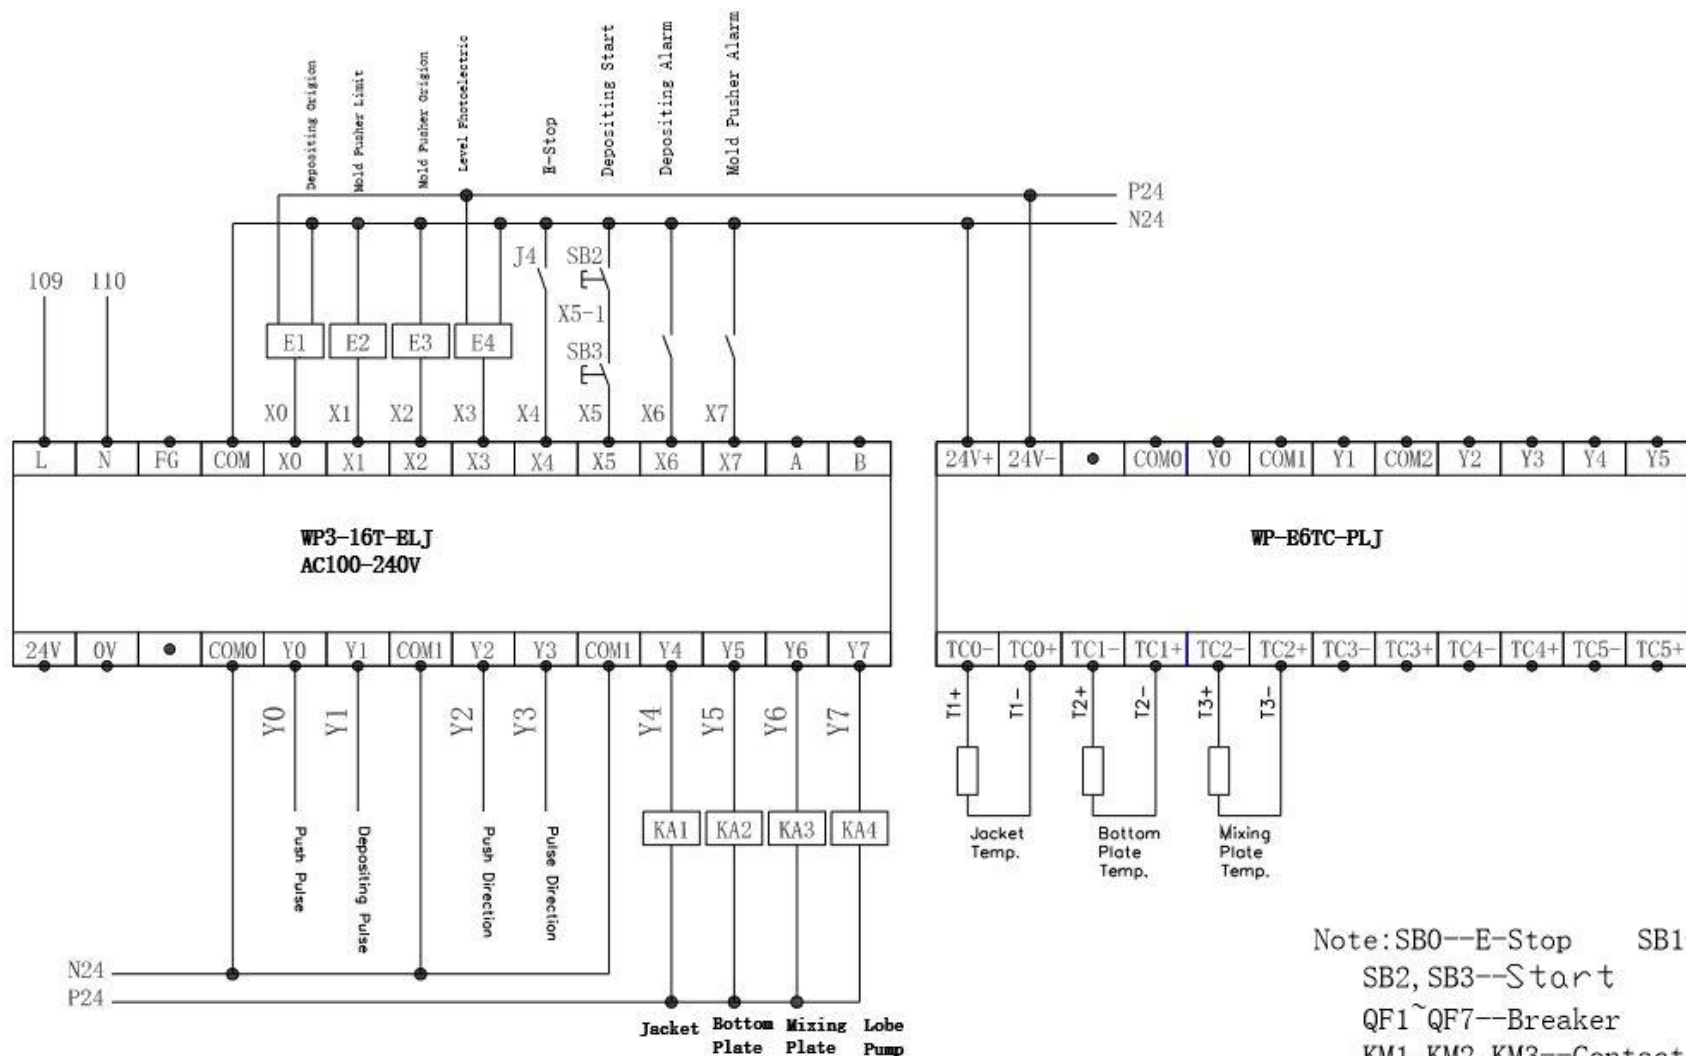 Depositing Origion
Mold Pusher Limit
Mold Pusher Origion
Level Photoelectric
E-Stop
Depositing Start
Depositing Alarm
Mold Pusher Alarm
P24
N24
109 110
J4 SB2
X5-1
E1 E2 E3 E4
SB3
X0 X1 X2 X3 X4 X5 X6 X7
L N FG COM X0 X1 X2 X3 X4 X5 X6 X7 A B
24V+ 24V- COM0 Y0 COM1 Y1 COM2 Y2 Y3 Y4 Y5
WP3-16T-ELJ
AC100-240V
WP-E6TC-PLJ
24V 0V COM0 Y0 Y1 COM1 Y2 Y3 COM1 Y4 Y5 Y6 Y7
TC0- TC0+ TC1- TC1+ TC2- TC2+ TC3- TC3+ TC4- TC4+ TC5- TC5+
Y0 Y1 Y2 Y3 Y4 Y5 Y6 Y7
T1+ T1- T2+ T2- T3+ T3-
KA1 KA2 KA3 KA4
Push Pulse
Depositing Pulse
Push Direction
Pulse Direction
Jacket
Temp.
Bottom
Plate
Temp.
Mixing
Plate
Temp.
N24
P24
Jacket
Bottom
Plate
Mixing
Plate
Lobe
Pump
Note:SB0--E-Stop SB1
SB2,SB3--Start
QF1~QF7--Breaker
KM1,KM2,KM3--Contact